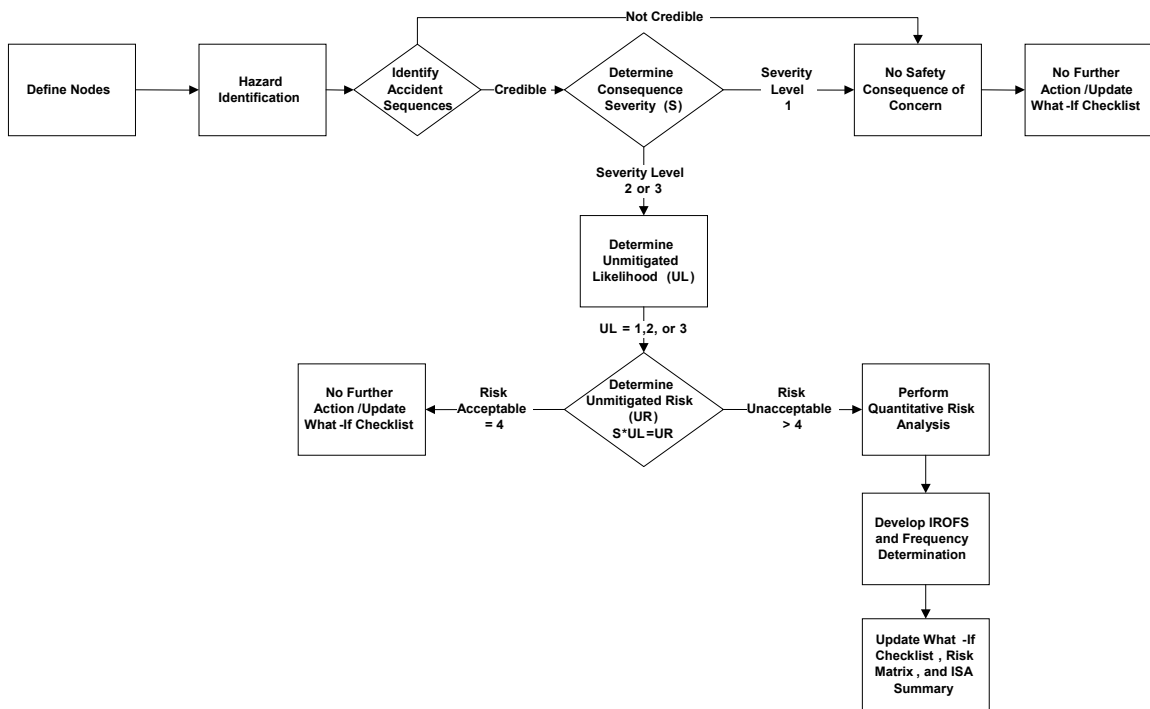 Not Credible
Define Nodes
Hazard
Identification
Identify
Accident
Sequences
Credible
Determine
Consequence
Severity (S)
Severity
Level
1
No Safety
Consequence of
Concern
No Further
Action /Update
What -If Checklist
Severity Level
2 or 3
Determine
Unmitigated
Likelihood (UL)
UL = 1,2, or 3
No Further
Action /Update
What -If Checklist
Risk
Acceptable
= 4
Determine
Unmitigated Risk
(UR)
S*UL=UR
Risk
Unacceptable
> 4
Perform
Quantitative Risk
Analysis
Develop IROFS
and Frequency
Determination
Update What -If
Checklist , Risk
Matrix , and ISA
Summary